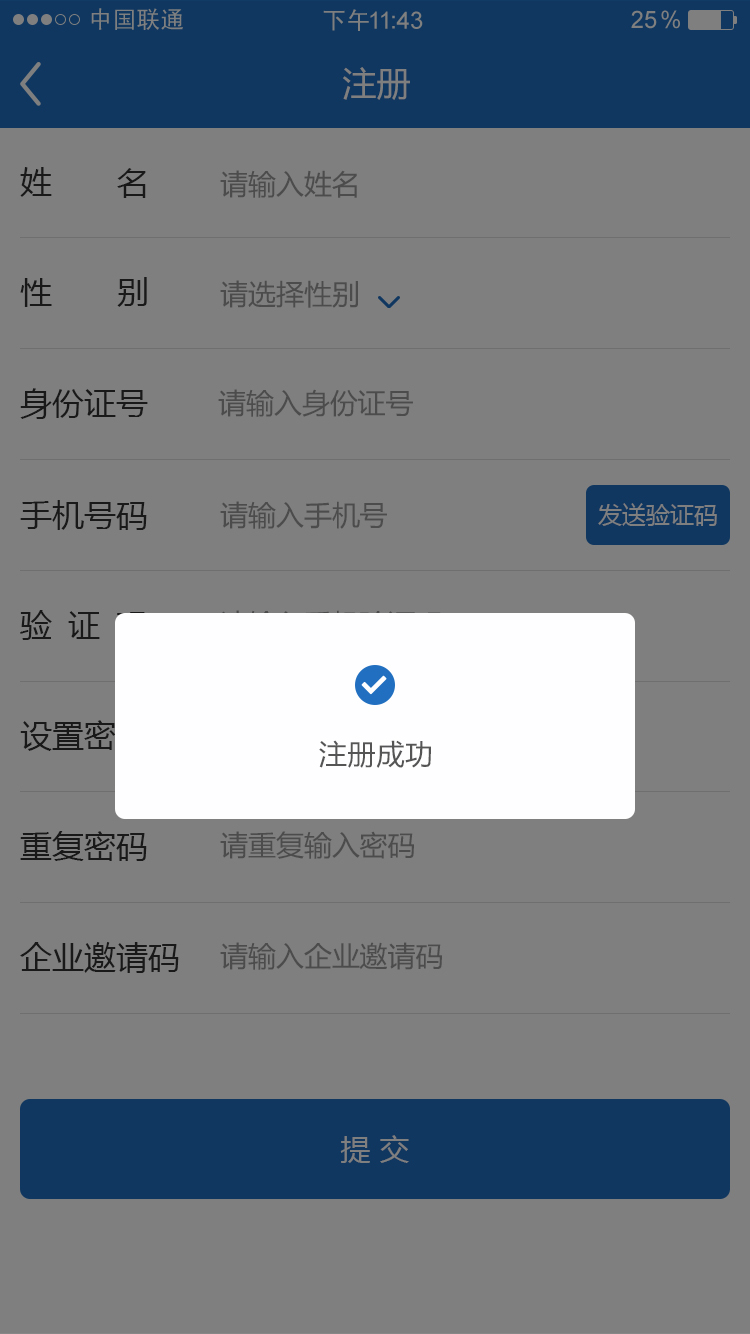 中国联通 下午11:43 25%
注册
姓 名 请输入姓名
性 别 请选择性别
身份证号 请输入身份证号
手机号码 请输入手机号 发送验证码
验 证
设置密
注册成功
重复密码 请重复输入密码
企业邀请码 请输入企业邀请码
提 交